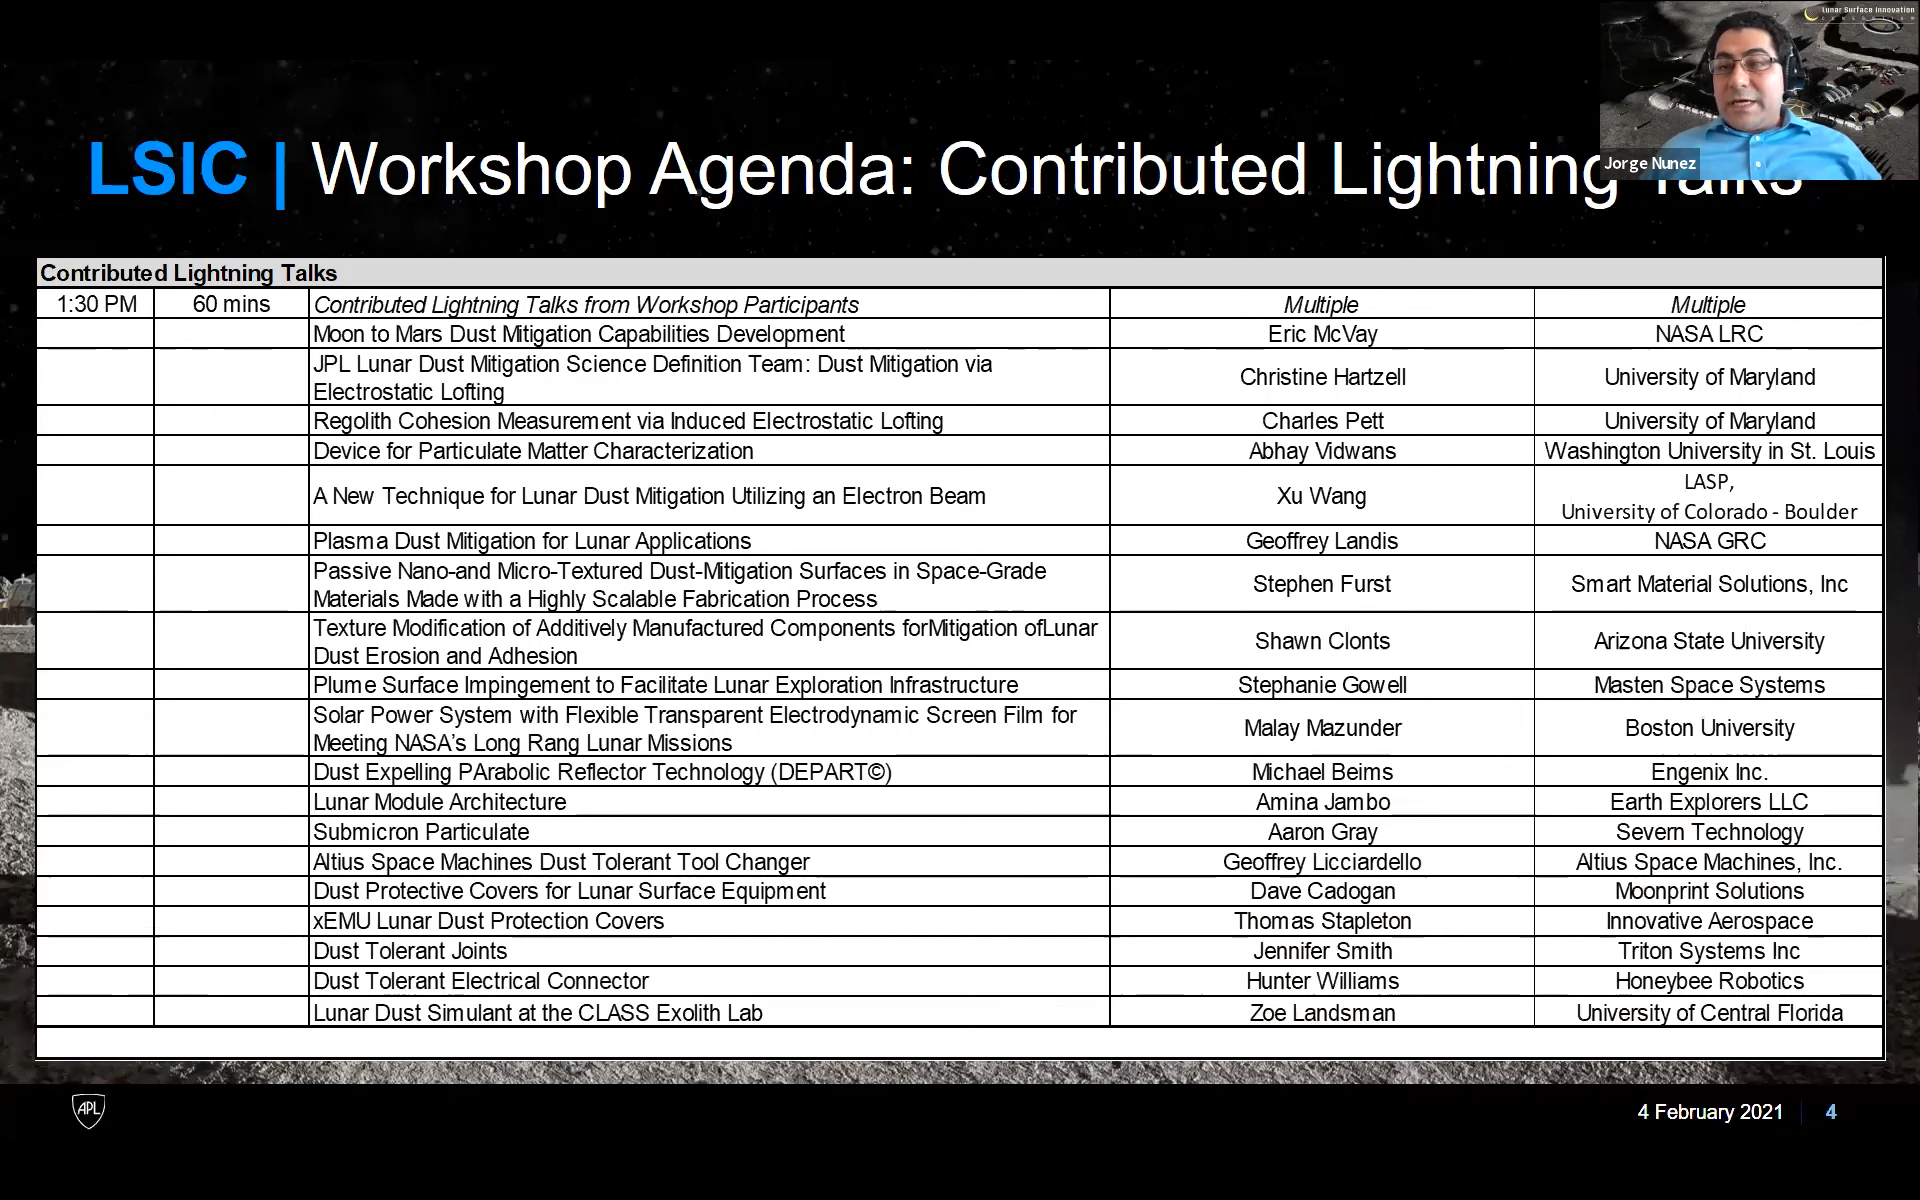 Lunar Surface Innovation
CONSORTIUM
Jorge Nunez
LSIC | Workshop Agenda: Contributed Lightning Talks
Contributed Lightning Talks
1:30 PM 60 mins Contributed Lightning Talks from Workshop Participants Multiple Multiple
Moon to Mars Dust Mitigation Capabilities Development Eric McVay NASA LRC
JPL Lunar Dust Mitigation Science Definition Team: Dust Mitigation via
Electrostatic Lofting Christine Hartzell University of Maryland
Regolith Cohesion Measurement via Induced Electrostatic Lofting Charles Pett University of Maryland
Device for Particulate Matter Characterization Abhay Vidwans Washington University in St. Louis
A New Technique for Lunar Dust Mitigation Utilizing an Electron Beam Xu Wang LASP,
University of Colorado - Boulder
Plasma Dust Mitigation for Lunar Applications Geoffrey Landis NASA GRC
Passive Nano-and Micro-Textured Dust-Mitigation Surfaces in Space-Grade
Materials Made with a Highly Scalable Fabrication Process Stephen Furst Smart Material Solutions, Inc
Texture Modification of Additively Manufactured Components forMitigation ofLunar
Dust Erosion and Adhesion Shawn Clonts Arizona State University
Plume Surface Impingement to Facilitate Lunar Exploration Infrastructure Stephanie Gowell Masten Space Systems
Solar Power System with Flexible Transparent Electrodynamic Screen Film for
Meeting NASA's Long Rang Lunar Missions Malay Mazunder Boston University
Dust Expelling PArabolic Reflector Technology (DEPART©) Michael Beims Engenix Inc.
Lunar Module Architecture Amina Jambo Earth Explorers LLC
Submicron Particulate Aaron Gray Severn Technology
Altius Space Machines Dust Tolerant Tool Changer Geoffrey Licciardello Altius Space Machines, Inc.
Dust Protective Covers for Lunar Surface Equipment Dave Cadogan Moonprint Solutions
xEMU Lunar Dust Protection Covers Thomas Stapleton Innovative Aerospace
Dust Tolerant Joints Jennifer Smith Triton Systems Inc
Dust Tolerant Electrical Connector Hunter Williams Honeybee Robotics
Lunar Dust Simulant at the CLASS Exolith Lab Zoe Landsman University of Central Florida
APL
4 February 2021 4